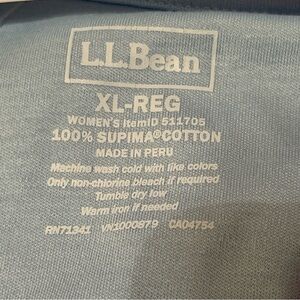 L.L.Bean
XL-REG
WOMEN'S ItemID 511705
100% SUPIMA® COTTON
MADE IN PERU
Machine wash cold with like colors
Only non-chlorine bleach if required
Tumble dry low
Warm iron if needed
RN71341 VN1000879 CA04754